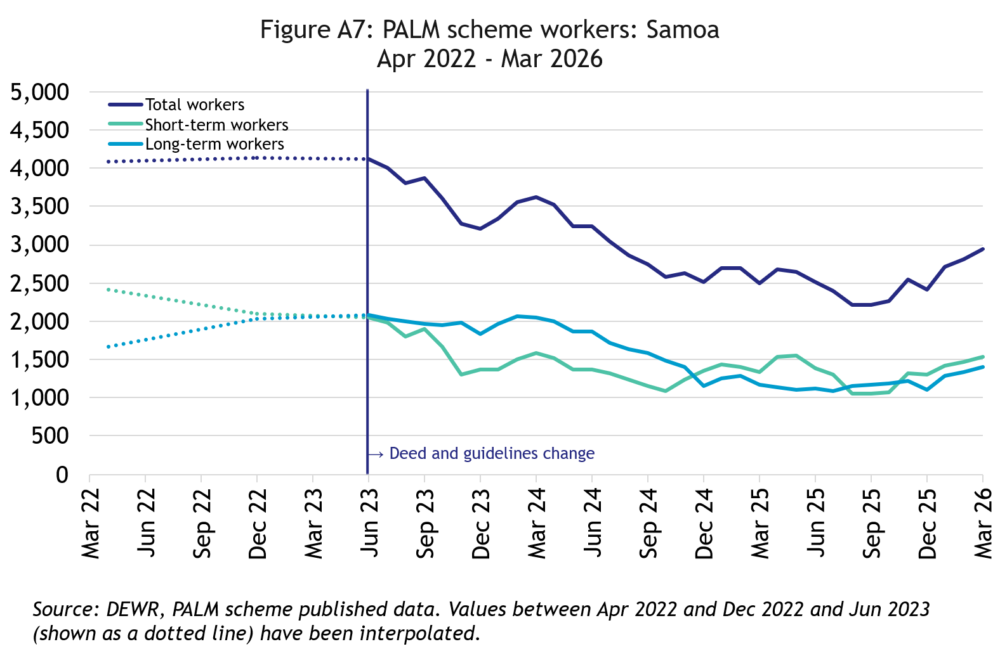 Figure A7: PALM scheme workers: Samoa
Apr 2022 - Mar 2026
5,000
4,500
4,000
3,500
3,000
2,500
2,000
1,500
1,000
500
0
Total workers
Short-term workers
Long-term workers
→ Deed and guidelines change
Mar 22
Jun 22
Sep 22
Dec 22
Mar 23
Jun 23
Sep 23
Dec 23
Mar 24
Jun 24
Sep 24
Dec 24
Mar 25
Jun 25
Sep 25
Dec 25
Mar 26
Source: DEWR, PALM scheme published data. Values between Apr 2022 and Dec 2022 and Jun 2023
(shown as a dotted line) have been interpolated.